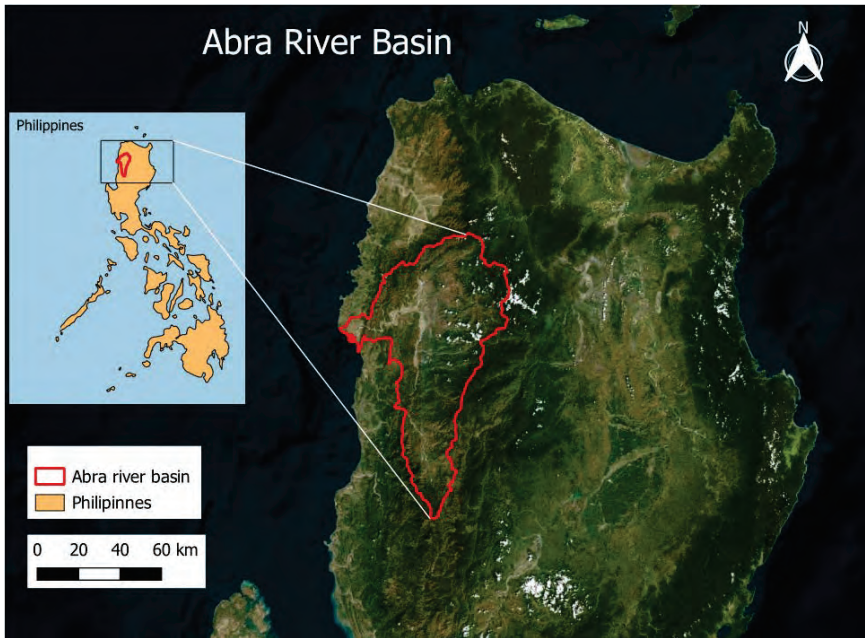 Abra River Basin
N
Philippines
Abra river basin
Philipinnes
0 20 40 60 km